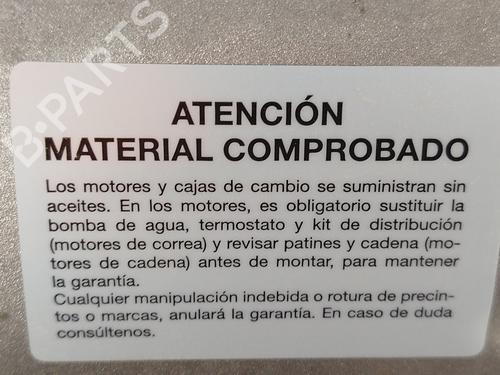 B-PARTS
ATENCIÓN
MATERIAL COMPROBADO
Los motores y cajas de cambio se suministran sin
aceites. En los motores, es obligatorio sustituir la
bomba de agua, termostato y kit de distribución
(motores de correa) y revisar patines y cadena (mo-
tores de cadena) antes de montar, para mantener
la garantía.
Cualquier manipulación indebida o rotura de precin-
tos o marcas, anulará la garantía. En caso de duda
consúltenos.